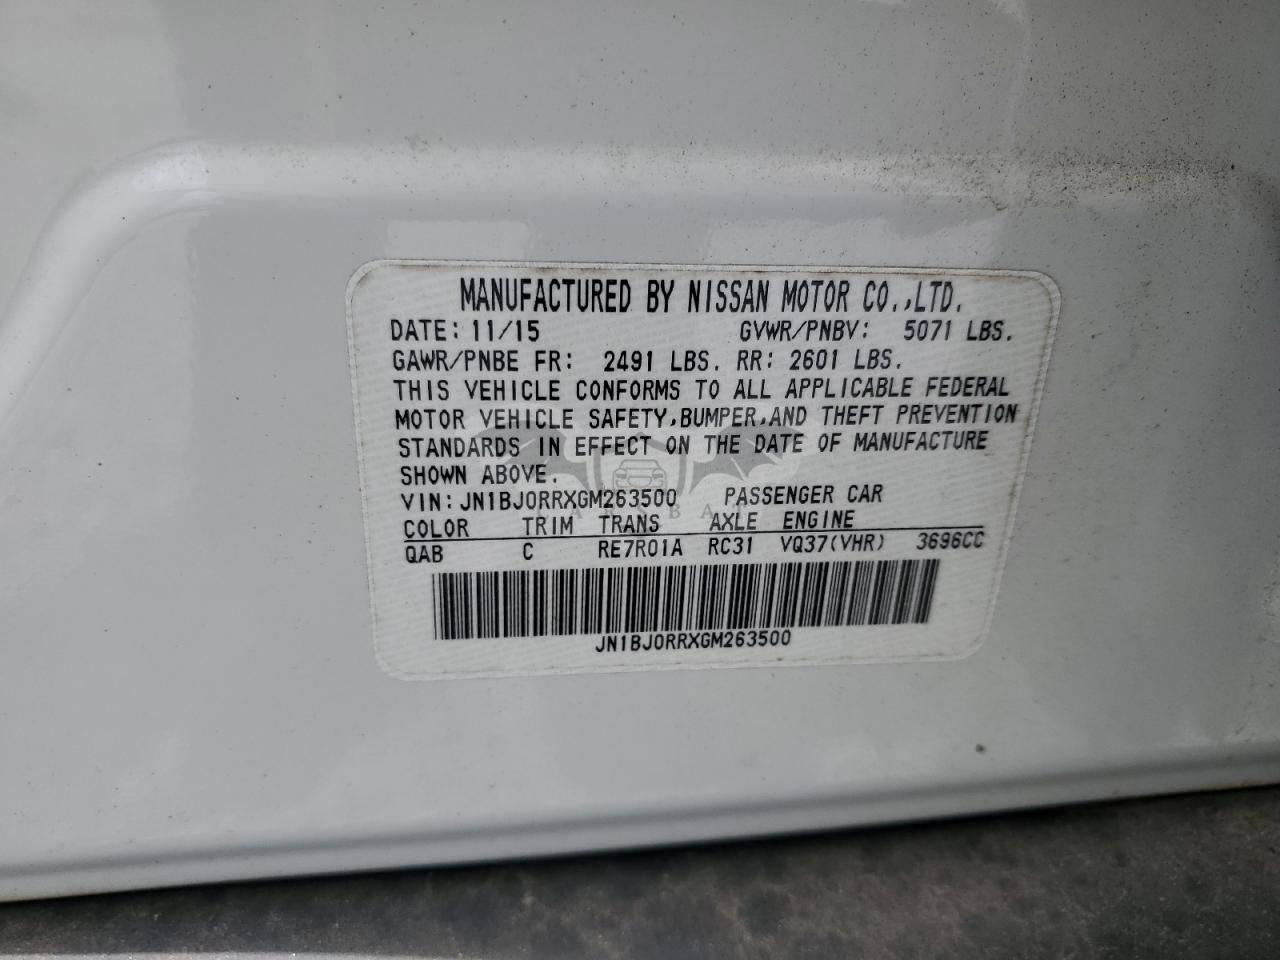 MANUFACTURED BY NISSAN MOTOR CO.,LTD.
DATE: 11/15 GVWR/PNBV: 5071 LBS.
GAWR/PNBE FR: 2491 LBS. RR: 2601 LBS.
THIS VEHICLE CONFORMS TO ALL APPLICABLE FEDERAL
MOTOR VEHICLE SAFETY,BUMPER,AND THEFT PREVENTION
STANDARDS IN EFFECT ON THE DATE OF MANUFACTURE
SHOWN ABOVE.
VIN:JN1BJ0RRXGM263500 PASSENGER CAR
CARSBAT
COLOR TRIM TRANS AXLE ENGINE
QAB C RE7R01A RC31 VQ37(VHR) 3696CC
JN1BJ0RRXGM263500